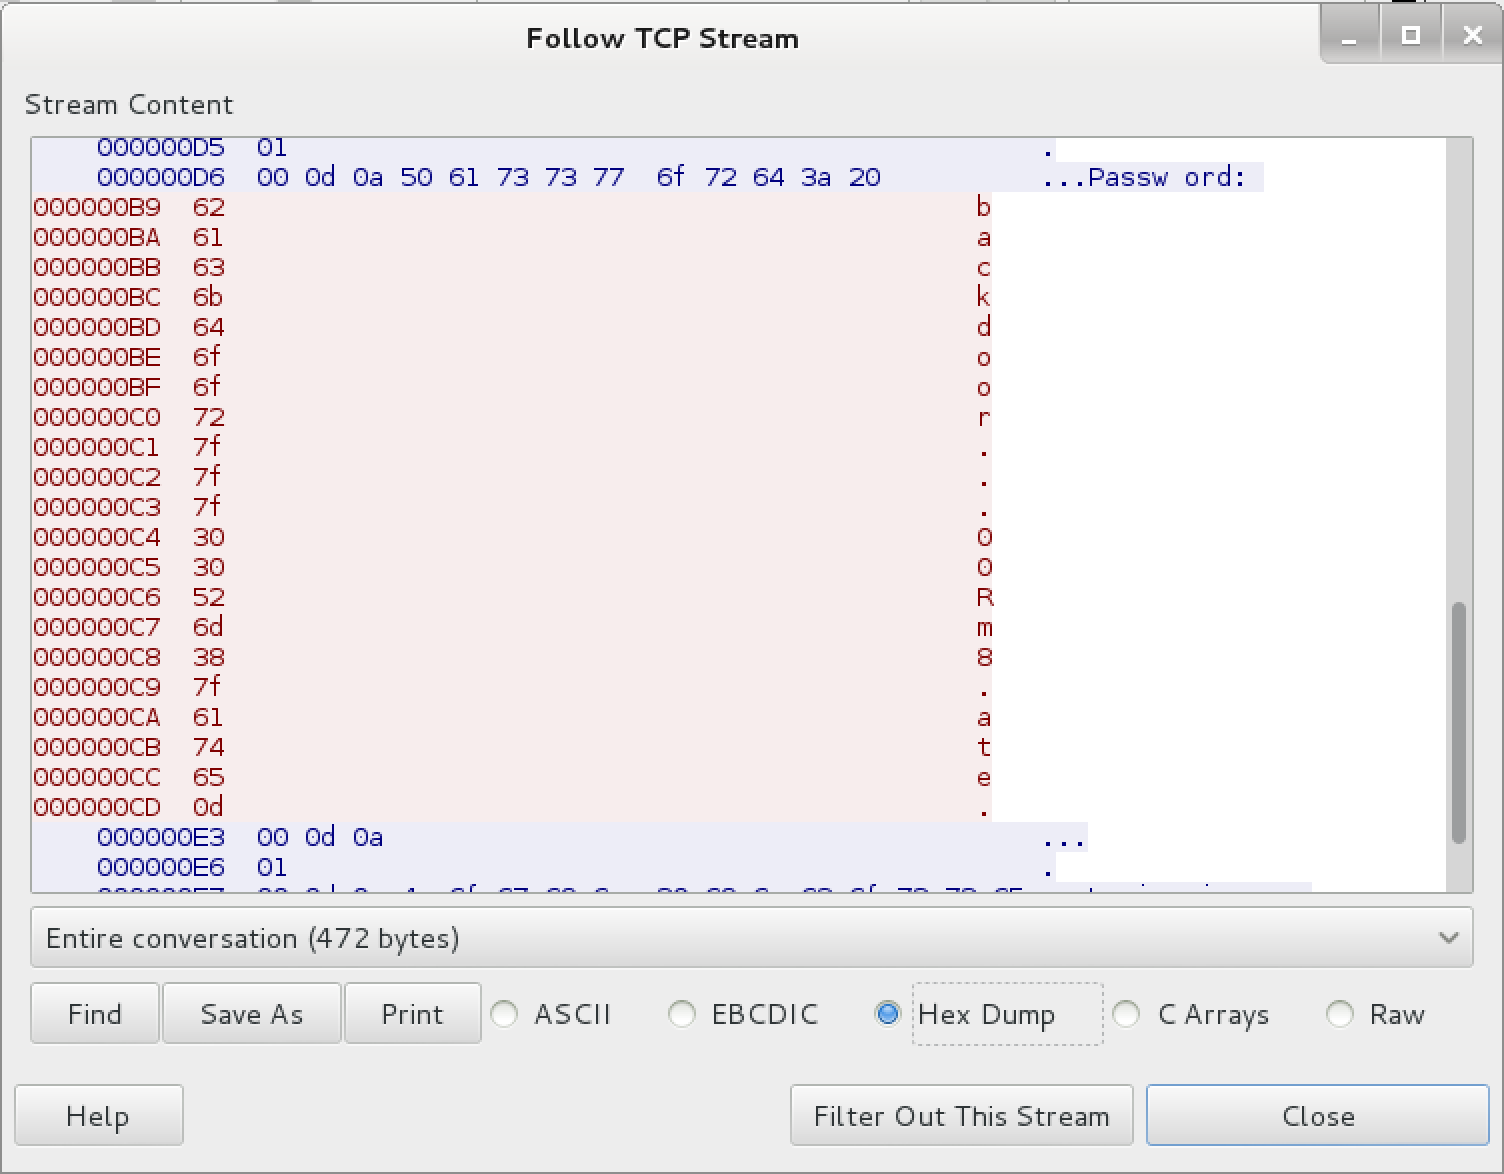 Follow TCP Stream
Stream Content
000000D5 01 .
000000D6 00 0d 0a 50 61 73 73 77 6f 72 64 3a 20 ...Passw ord:
000000B9 62 b
000000BA 61 a
000000BB 63 c
000000BC 6b k
000000BD 64 d
000000BE 6f o
000000BF 6f o
000000C0 72 r
000000C1 7f .
000000C2 7f .
000000C3 7f .
000000C4 30 0
000000C5 30 0
000000C6 52 R
000000C7 6d m
000000C8 38 8
000000C9 7f .
000000CA 61 a
000000CB 74 t
000000CC 65 e
000000CD 0d .
000000E3 00 0d 0a ...
000000E6 01 .
Entire conversation (472 bytes)
Find Save As Print ASCII EBCDIC Hex Dump C Arrays Raw
Help Filter Out This Stream Close